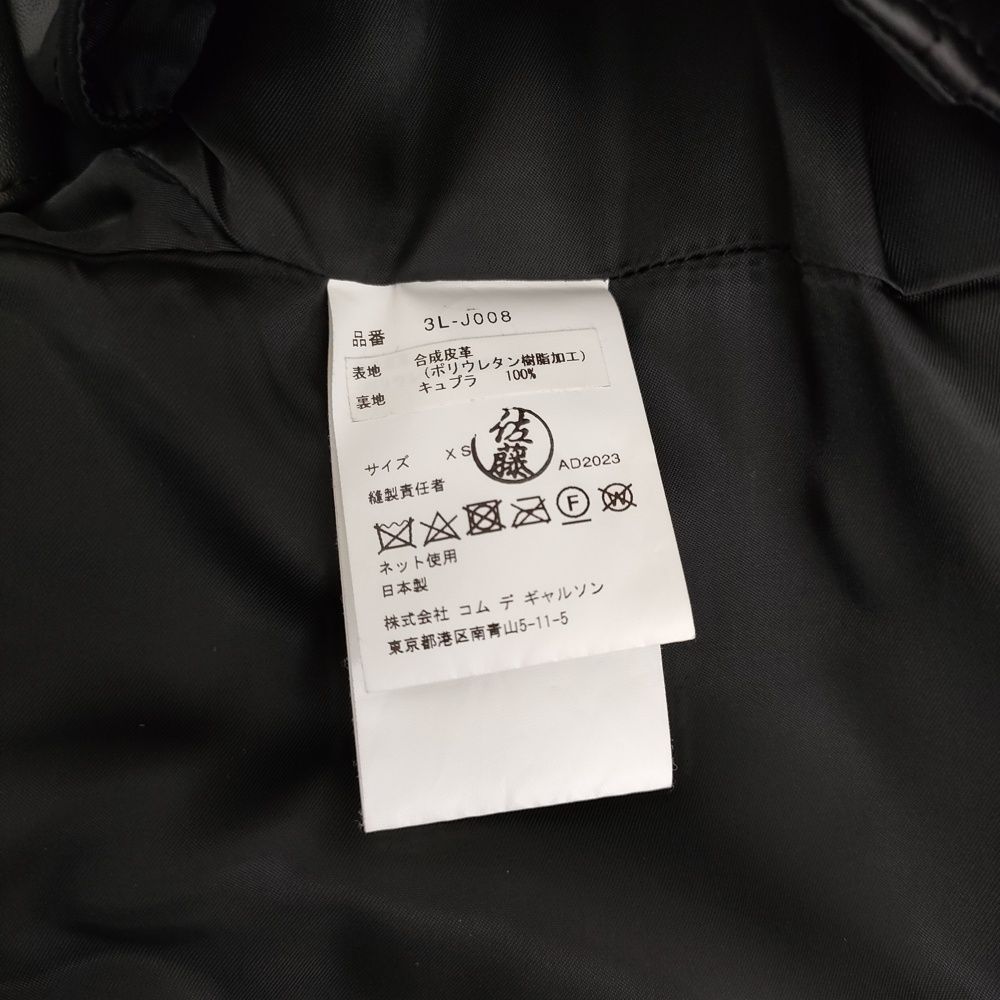 品番 3L-J008
表地 合成皮革
(ポリウレタン樹脂加工)
裏地 キュプラ 100%
サイズ XS
佐藤
縫製責任者 AD2023
F W
ネット使用
日本製
株式会社 コム デ ギャルソン
東京都港区南青山5-11-5